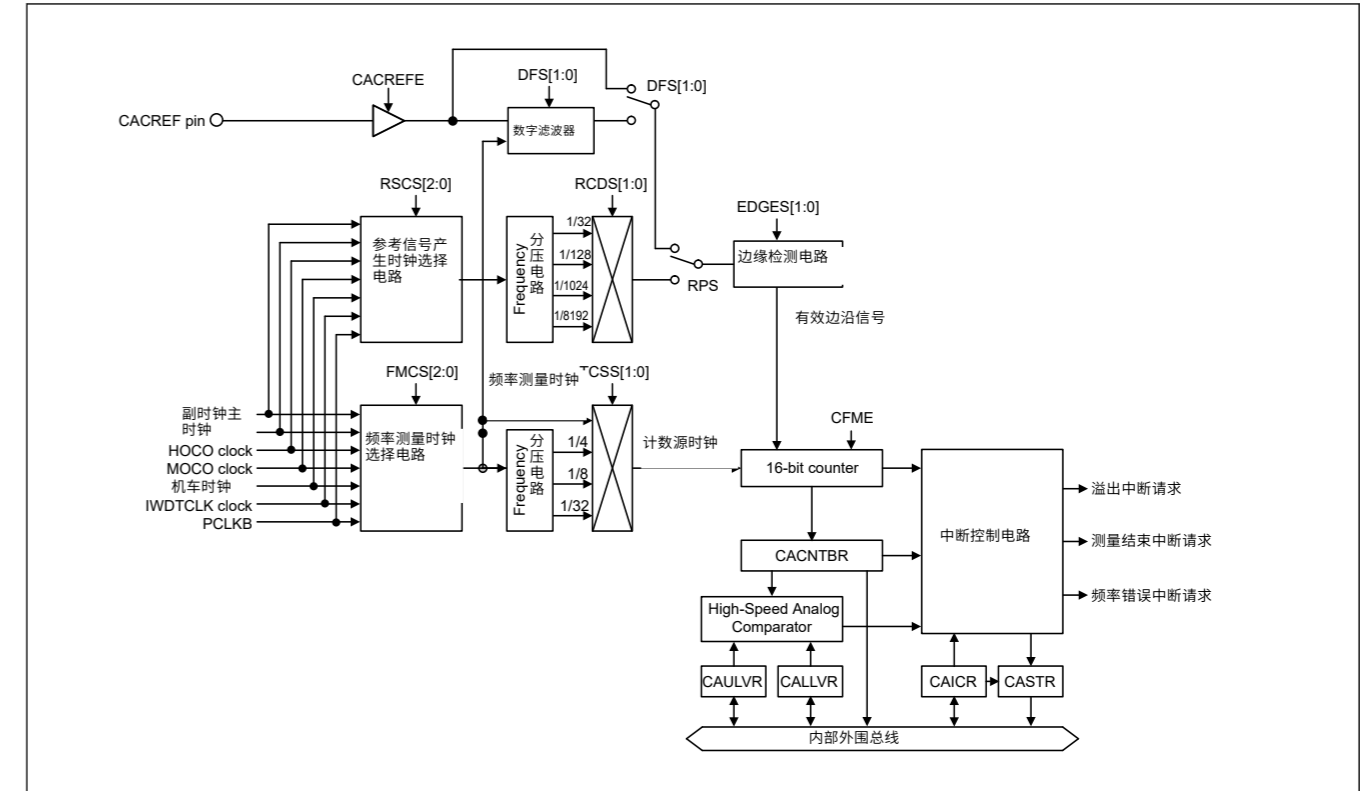 CACREFE
DFS[1:0]
DFS[1:0]
CACREF pin
数字滤波器
RSCS[2:0]
RCDS[1:0]
EDGES[1:0]
参考信号产
生时钟选择
电路
Frequency
分压电路
1/32
1/128
1/1024
1/8192
RPS
边缘检测电路
有效边沿信号
FMCS[2:0]
频率测量时钟
TCSS[1:0]
副时钟主
时钟
HOCO clock
MOCO clock
机车时钟
IWDTCLK clock
PCLKB
频率测量时钟
选择电路
Frequency
分压电路
1/4
1/8
1/32
计数源时钟
CFME
16-bit counter
CACNTBR
High-Speed Analog
Comparator
CAULVR
CALLVR
中断控制电路
溢出中断请求
测量结束中断请求
频率错误中断请求
CAICR
CASTR
内部外围总线